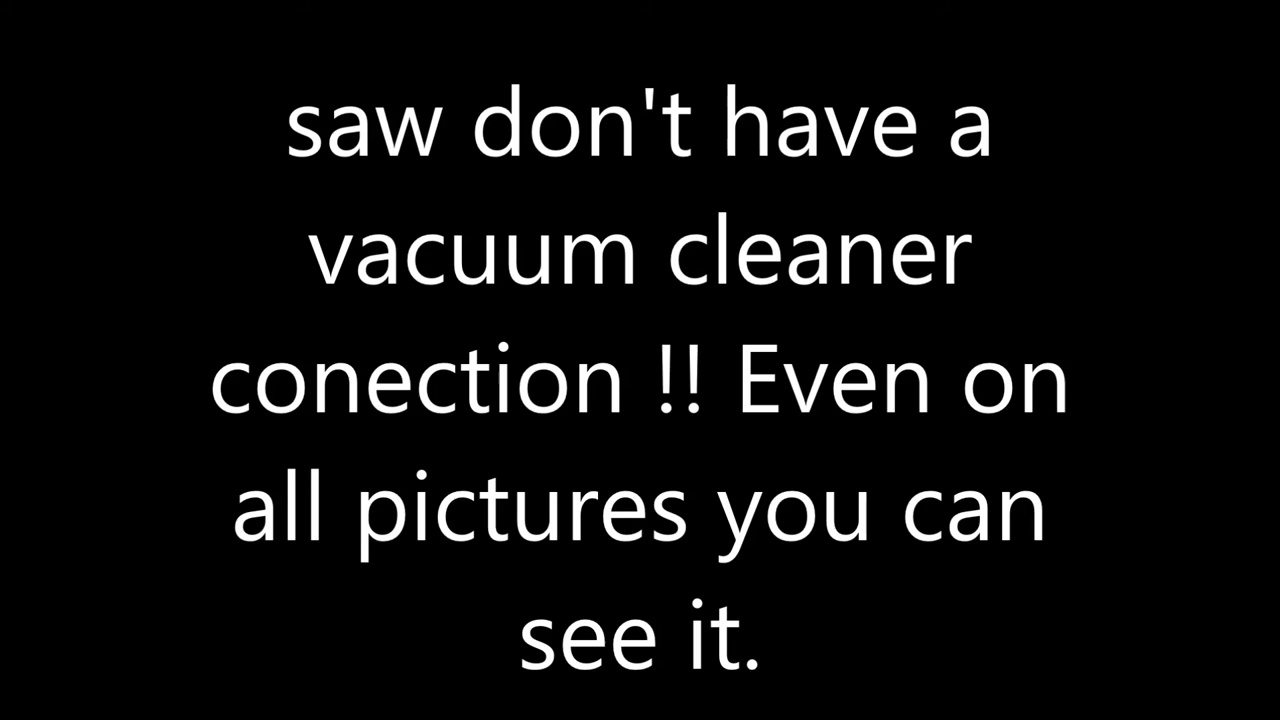 saw don't have a
vacuum cleaner
conection !! Even on
all pictures you can
see it.